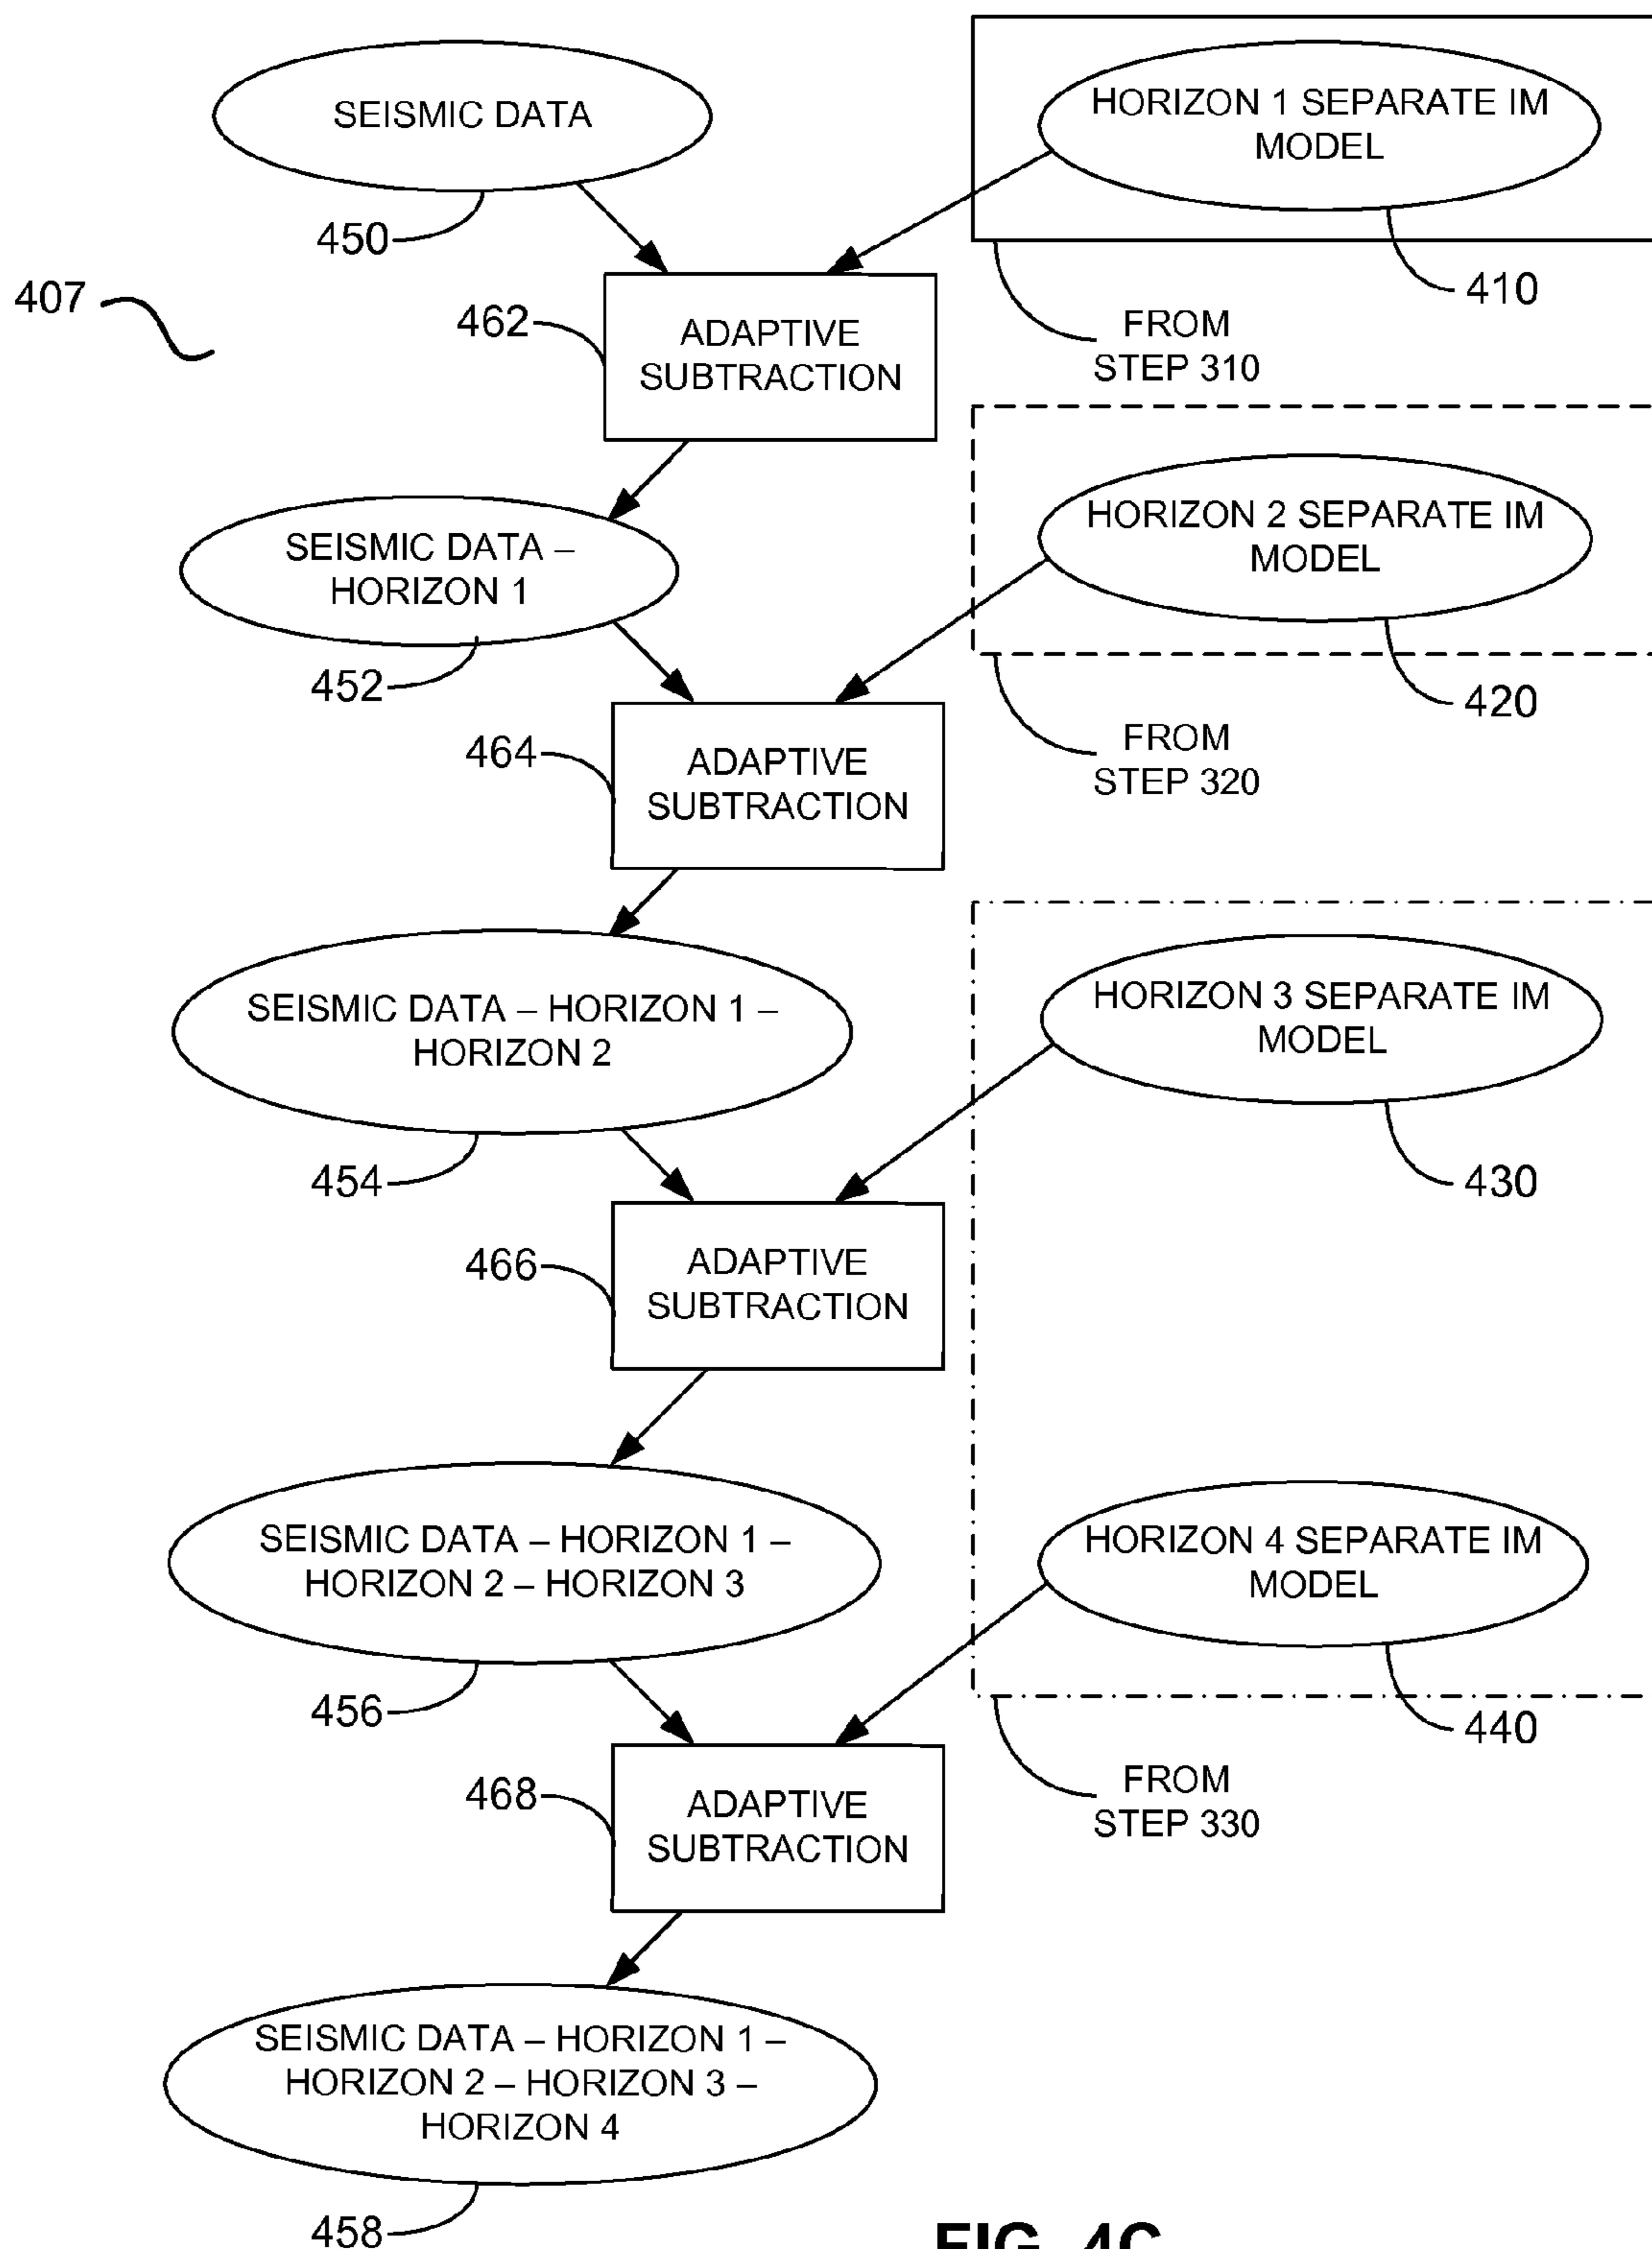 SEISMIC DATA
450
HORIZON 1 SEPARATE IM
MODEL
410
407
462
ADAPTIVE
SUBTRACTION
FROM
STEP 310
SEISMIC DATA –
HORIZON 1
452
HORIZON 2 SEPARATE IM
MODEL
420
464
ADAPTIVE
SUBTRACTION
FROM
STEP 320
SEISMIC DATA – HORIZON 1 –
HORIZON 2
454
HORIZON 3 SEPARATE IM
MODEL
430
466
ADAPTIVE
SUBTRACTION
SEISMIC DATA – HORIZON 1 –
HORIZON 2 – HORIZON 3
456
HORIZON 4 SEPARATE IM
MODEL
440
468
ADAPTIVE
SUBTRACTION
FROM
STEP 330
SEISMIC DATA – HORIZON 1 –
HORIZON 2 – HORIZON 3 –
HORIZON 4
458
FIG. 4C